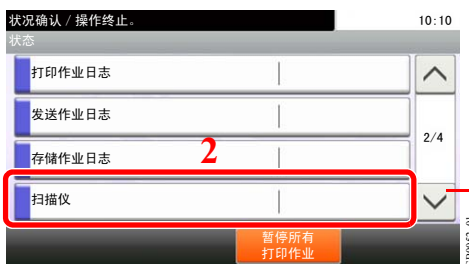 状况确认 / 操作终止。
10:10
状态
打印作业日志
发送作业日志
2/4
存储作业日志
2
扫描仪
暂停所有
打印作业